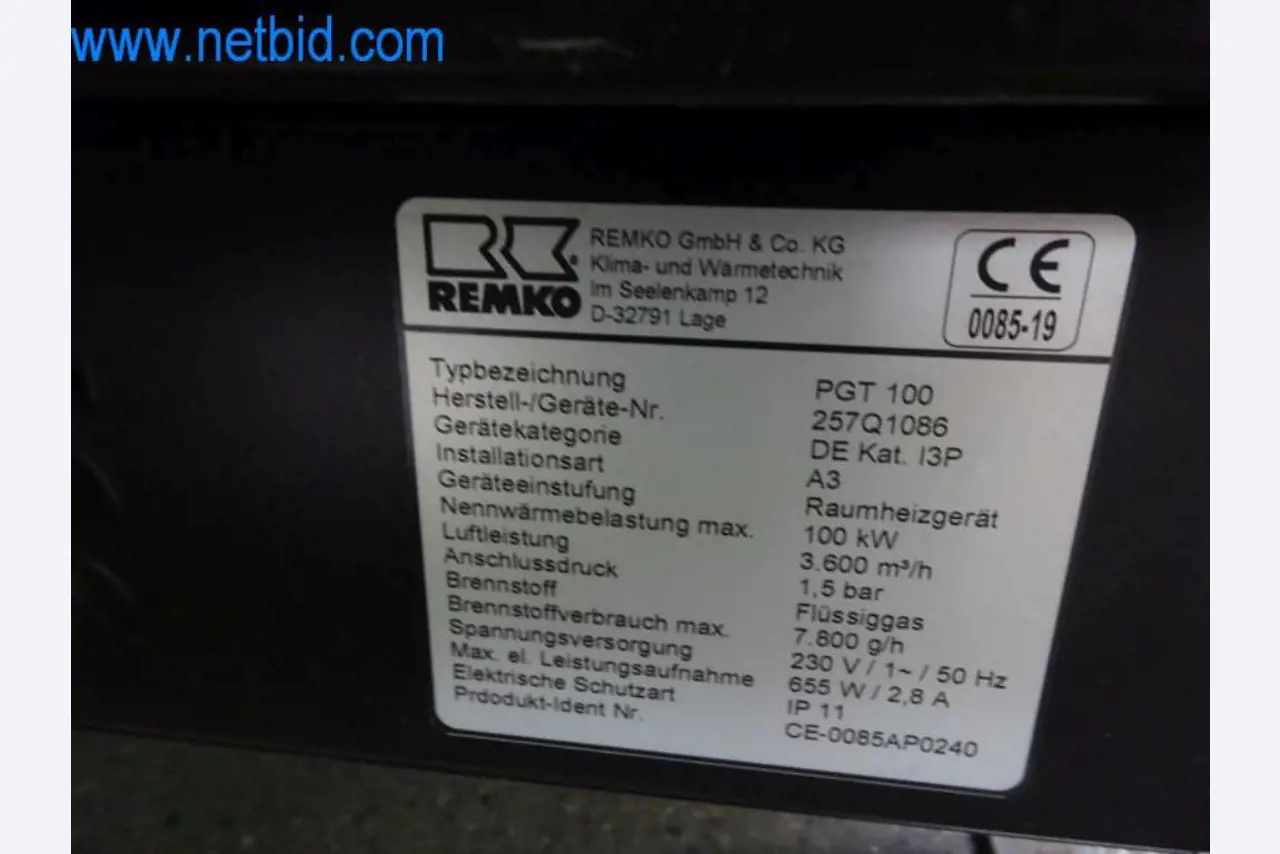 www.netbid.com
REMKO
REMKO GmbH & Co. KG
Klima- und Wärmetechnik
Im Seelenkamp 12
D-32791 Lage
CE
0085-19
Typbezeichnung PGT 100
Herstell-/Geräte-Nr. 257Q1086
Gerätekategorie DE Kat. I3P
Installationsart A3
Geräteeinstufung Raumheizgerät
Nennwärmebelastung max. 100 kW
Luftleistung 3.600 m³/h
Anschlussdruck 1,5 bar
Brennstoff Flüssiggas
Brennstoffverbrauch max. 7.800 g/h
Spannungsversorgung 230 V / 1~ / 50 Hz
Max. el. Leistungsaufnahme 655 W / 2,8 A
Elektrische Schutzart IP 11
Prdodukt-Ident Nr. CE-0085AP0240